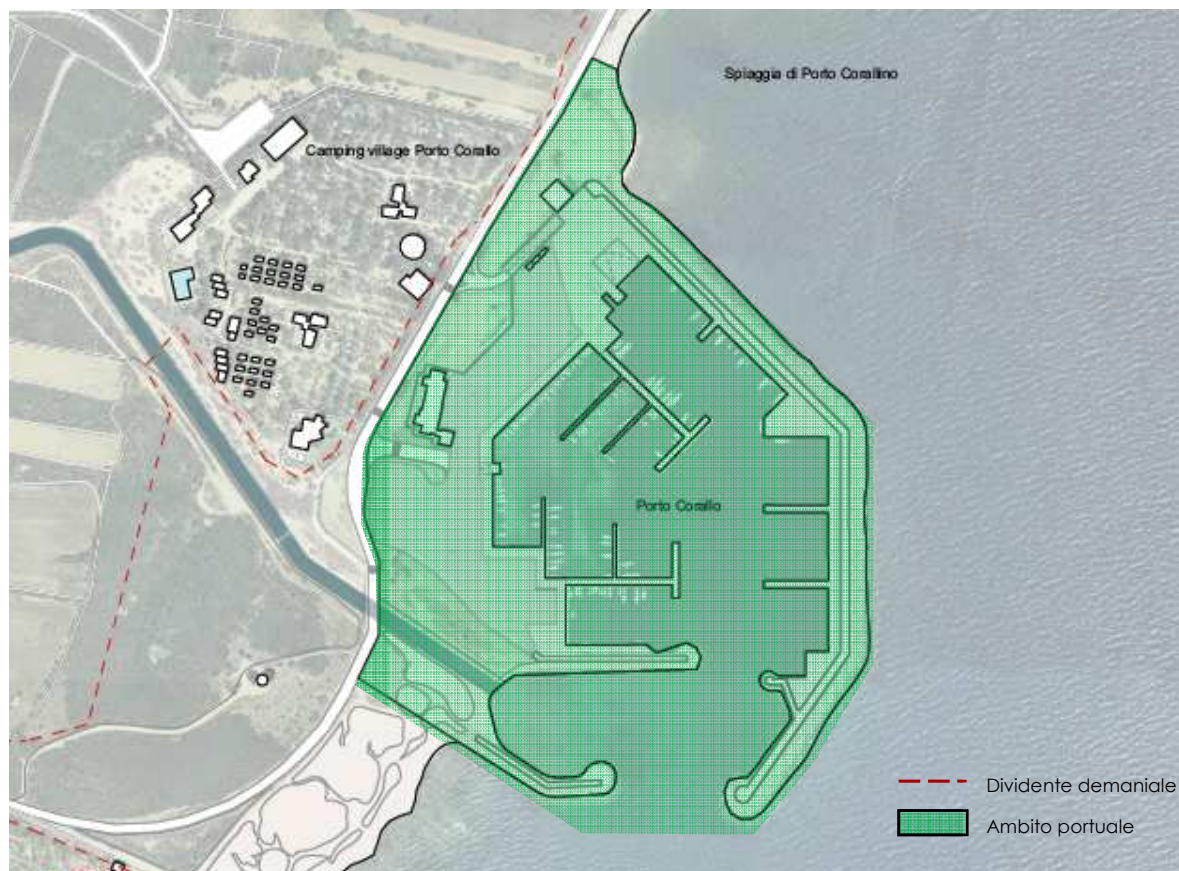 Spiaggia di Porto Corallino
Camping village Porto Corallo
Porto Corallo
Dividente demaniale
Ambito portuale